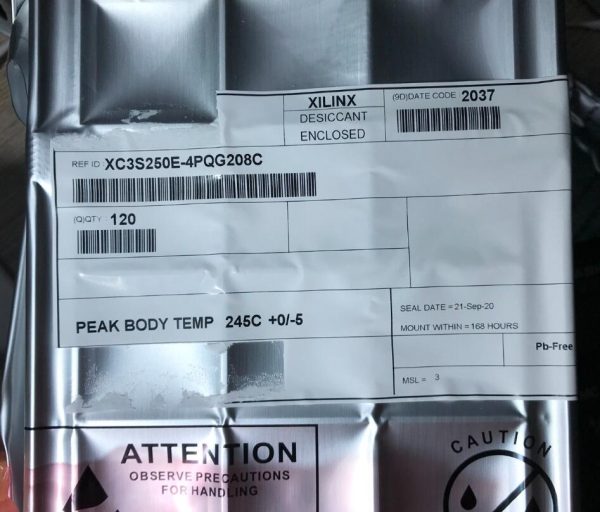 XILINX
DESICCANT
ENCLOSED
(9D)DATE CODE 2037
REF ID XC3S250E-4PQG208C
(Q)QTY 120
PEAK BODY TEMP 245C +0/-5
SEAL DATE =21-Sep-20
MOUNT WITHIN =168 HOURS
Pb-Free
MSL = 3
ATTENTION
OBSERVE PRECAUTIONS
FOR HANDLING
CAUTION